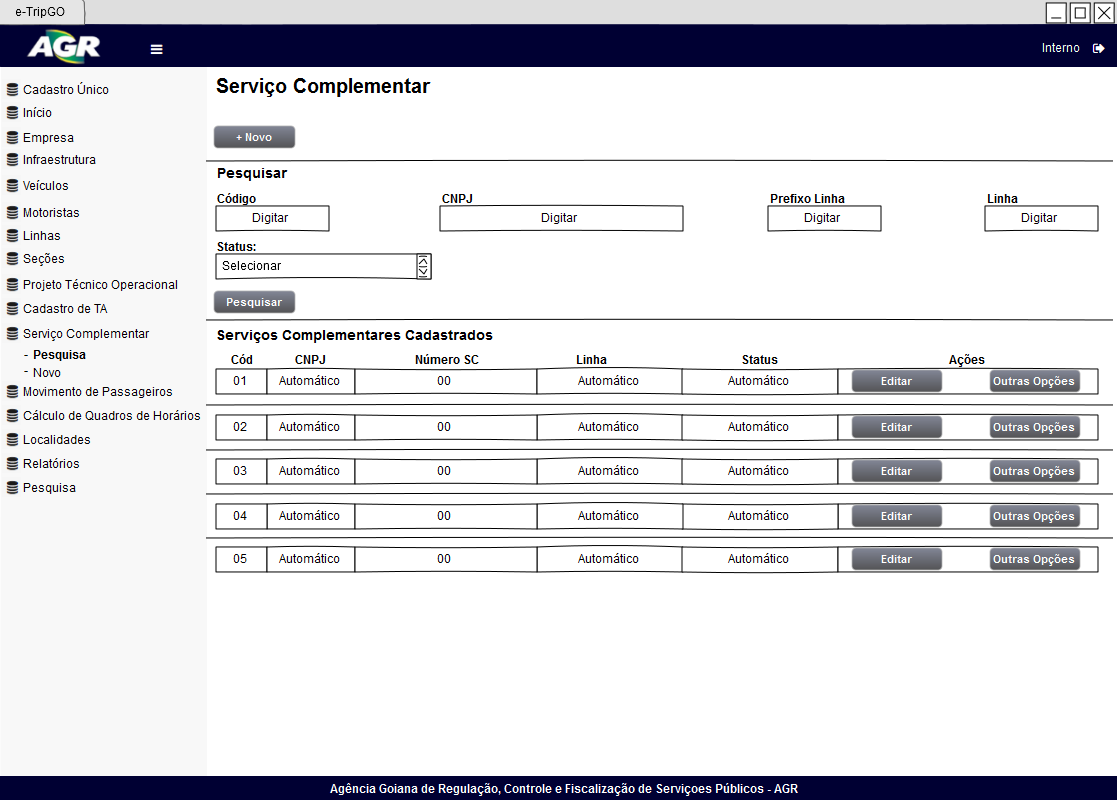 e-TripGO
AGR
Interno
Cadastro Único
Início
Empresa
Infraestrutura
Veículos
Motoristas
Linhas
Seções
Projeto Técnico Operacional
Cadastro de TA
Serviço Complementar
- Pesquisa
- Novo
Movimento de Passageiros
Cálculo de Quadros de Horários
Localidades
Relatórios
Pesquisa
Serviço Complementar
+ Novo
Pesquisar
Código CNPJ Prefixo Linha Linha
Digitar Digitar Digitar Digitar
Status:
Selecionar
Pesquisar
Serviços Complementares Cadastrados
Cód CNPJ Número SC Linha Status Ações
01 Automático 00 Automático Automático Editar Outras Opções
02 Automático 00 Automático Automático Editar Outras Opções
03 Automático 00 Automático Automático Editar Outras Opções
04 Automático 00 Automático Automático Editar Outras Opções
05 Automático 00 Automático Automático Editar Outras Opções
Agência Goiana de Regulação, Controle e Fiscalização de Serviçoes Públicos - AGR